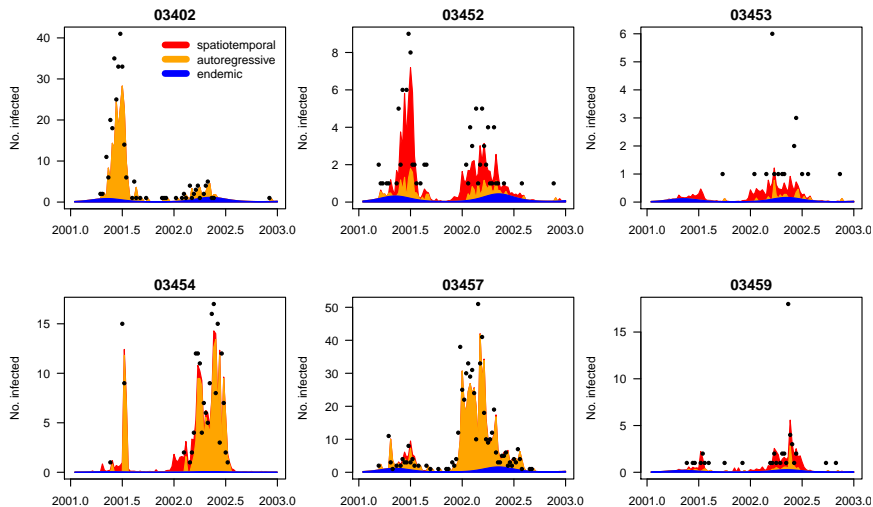 03402
03452
03453
spatiotemporal
autoregressive
endemic
No. infected
0 10 20 30 40
2001.0 2001.5 2002.0 2002.5 2003.0
No. infected
0 2 4 6 8
2001.0 2001.5 2002.0 2002.5 2003.0
No. infected
0 1 2 3 4 5 6
2001.0 2001.5 2002.0 2002.5 2003.0
03454
03457
03459
No. infected
0 5 10 15
2001.0 2001.5 2002.0 2002.5 2003.0
No. infected
0 10 20 30 40 50
2001.0 2001.5 2002.0 2002.5 2003.0
No. infected
0 5 10 15
2001.0 2001.5 2002.0 2002.5 2003.0